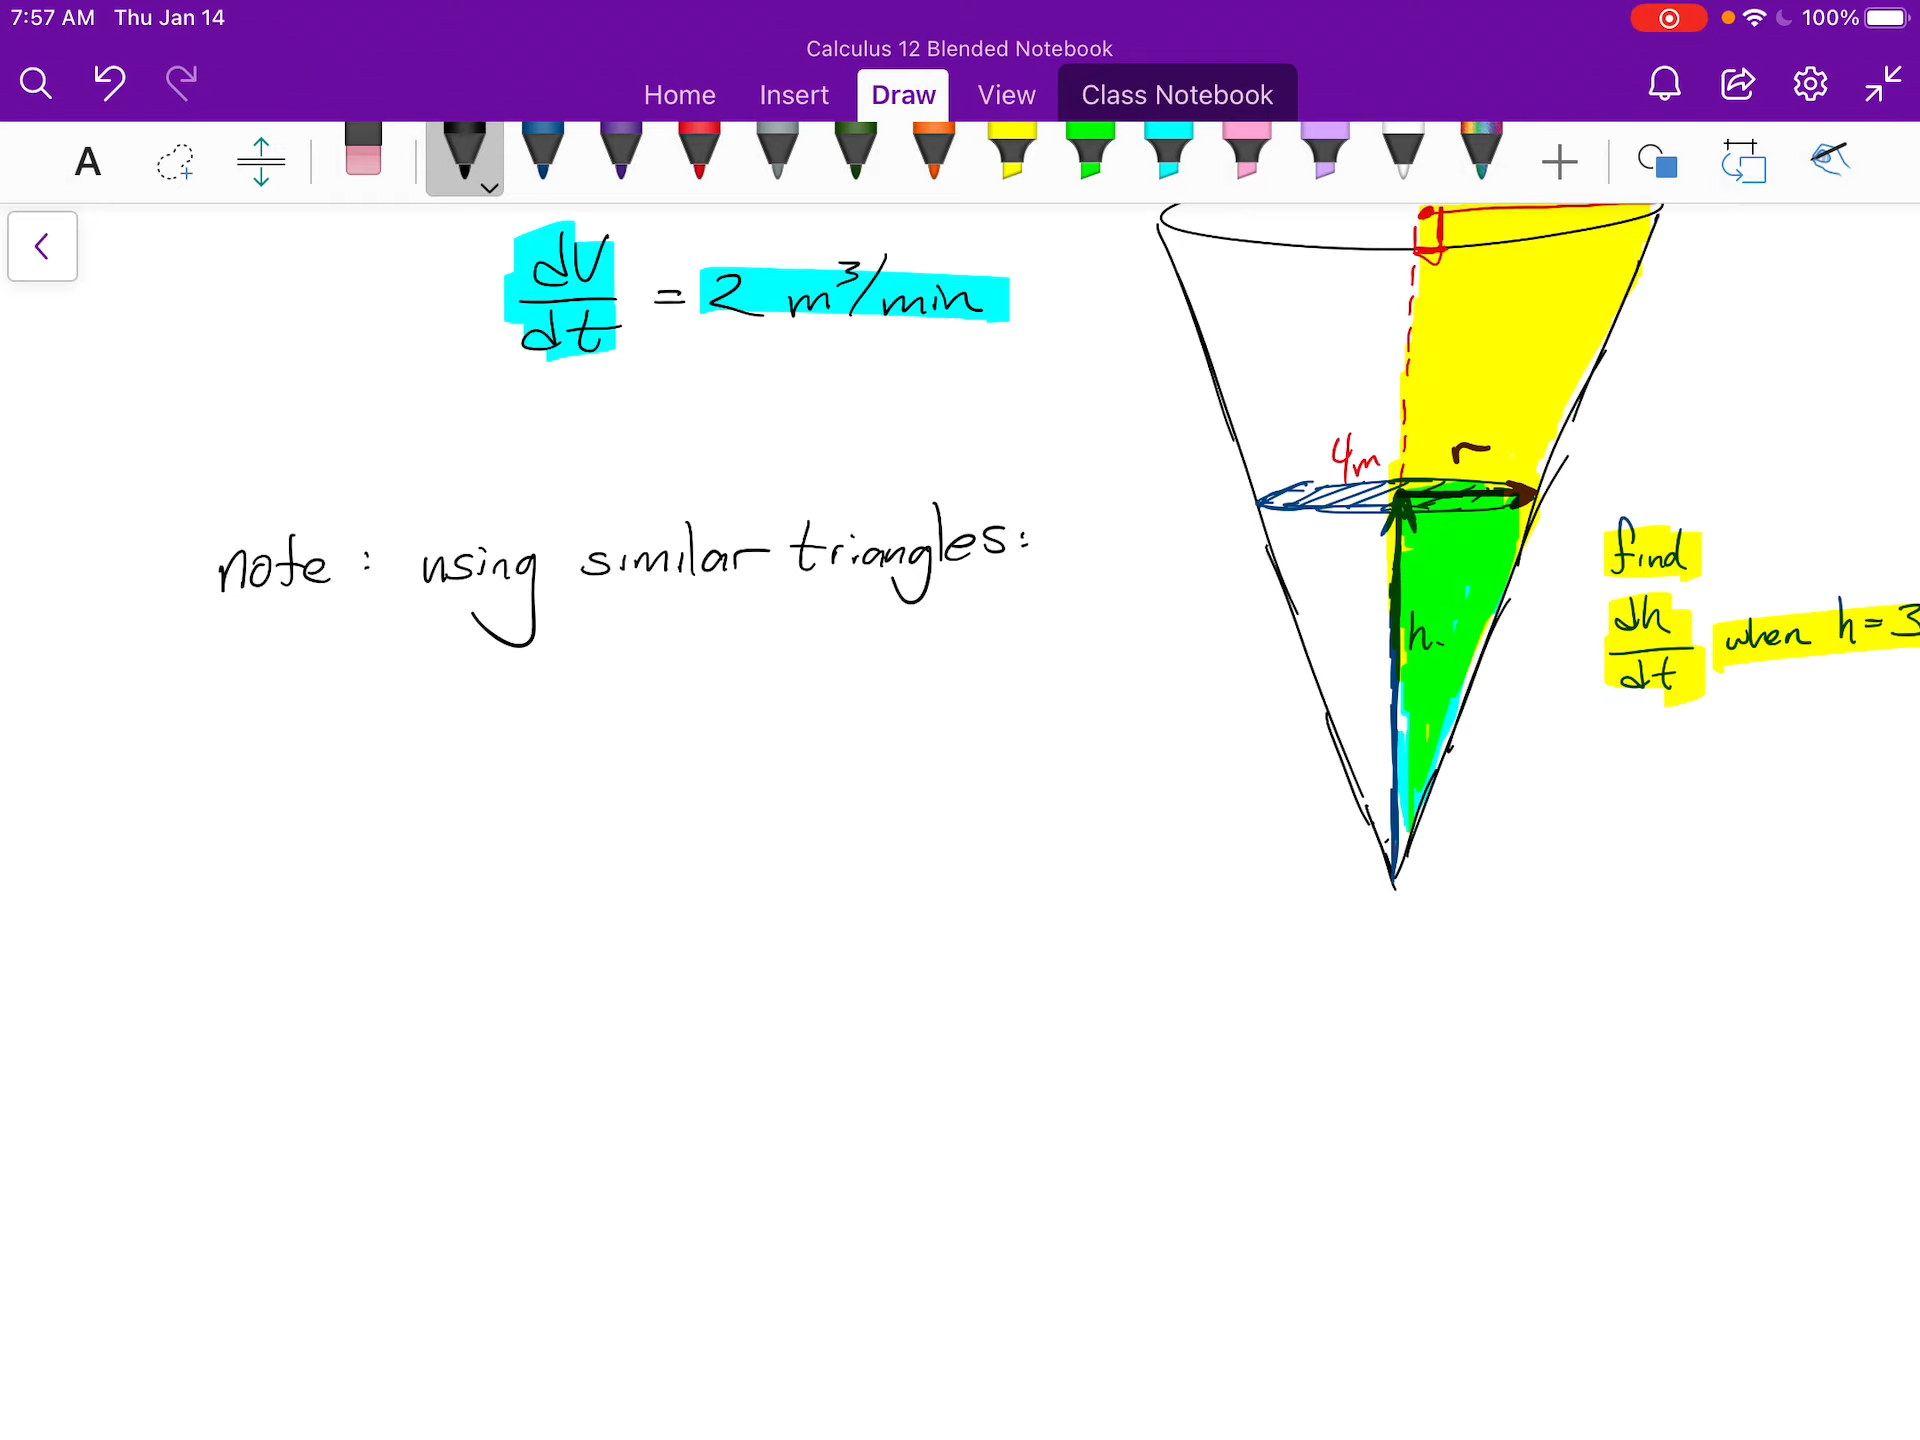 7:57 AM Thu Jan 14
100%
Calculus 12 Blended Notebook
Home Insert Draw View Class Notebook
A
dV/dt = 2 m³/min
4m
r
note : using similar triangles:
h
find
dh/dt when h = 3